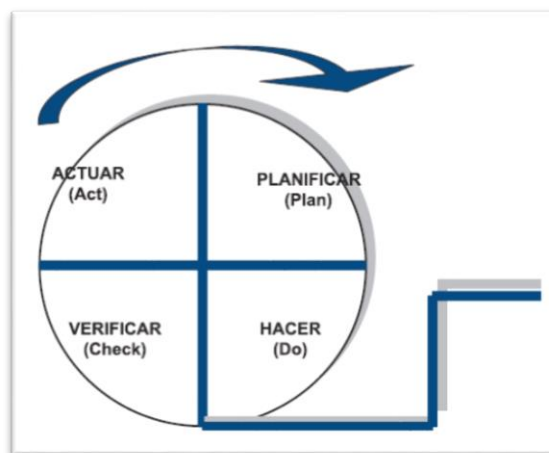 ACTUAR
(Act)
PLANIFICAR
(Plan)
VERIFICAR
(Check)
HACER
(Do)